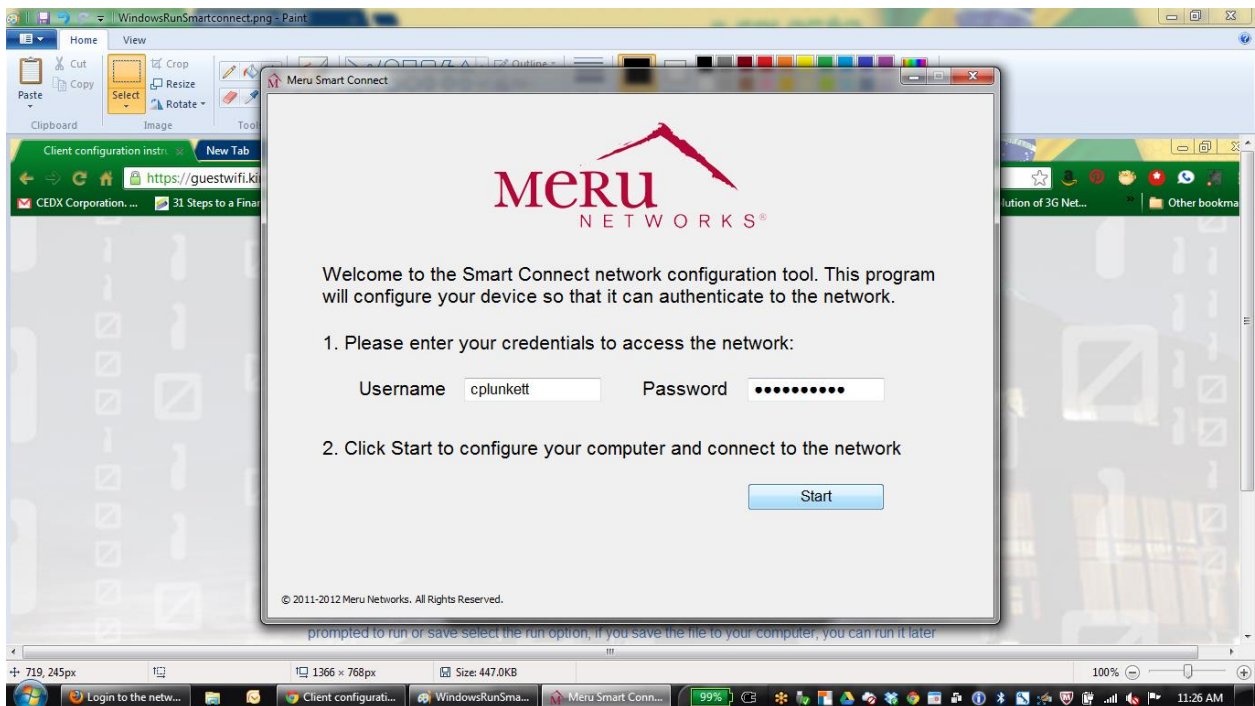 WindowsRunSmartconnect.png - Paint
Home View
Cut
Copy
Paste
Clipboard
Crop
Resize
Rotate
Select
Image
Outline
Meru Smart Connect
Client configuration instru
New Tab
https://guestwifi.ki
CEDX Corporation. ...
31 Steps to a Finan
lution of 3G Net...
Other bookma
MERU
NETWORKS®
Welcome to the Smart Connect network configuration tool. This program
will configure your device so that it can authenticate to the network.
1. Please enter your credentials to access the network:
Username cplunkett Password ••••••••••
2. Click Start to configure your computer and connect to the network
Start
© 2011-2012 Meru Networks. All Rights Reserved.
prompted to run or save select the run option, if you save the file to your computer, you can run it later
719, 245px
1366 × 768px
Size: 447.0KB
100%
Login to the netw...
Client configurati...
WindowsRunSma...
Meru Smart Conn...
99%
11:26 AM